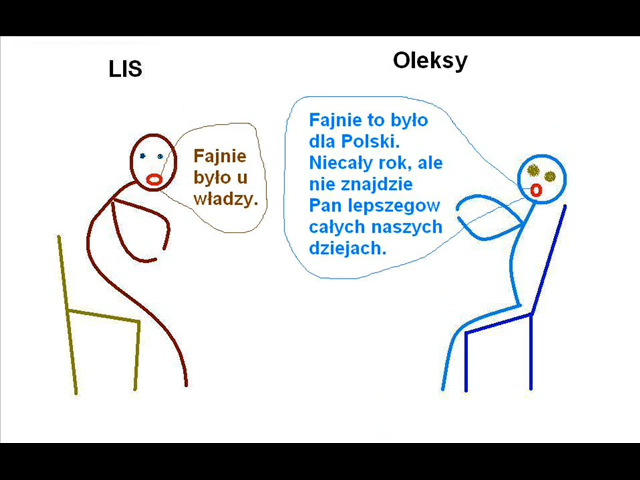 LIS
Oleksy
Fajnie
było u
władzy.
Fajnie to było
dla Polski.
Niecały rok, ale
nie znajdzie
Pan lepszegow
całych naszych
dziejach.